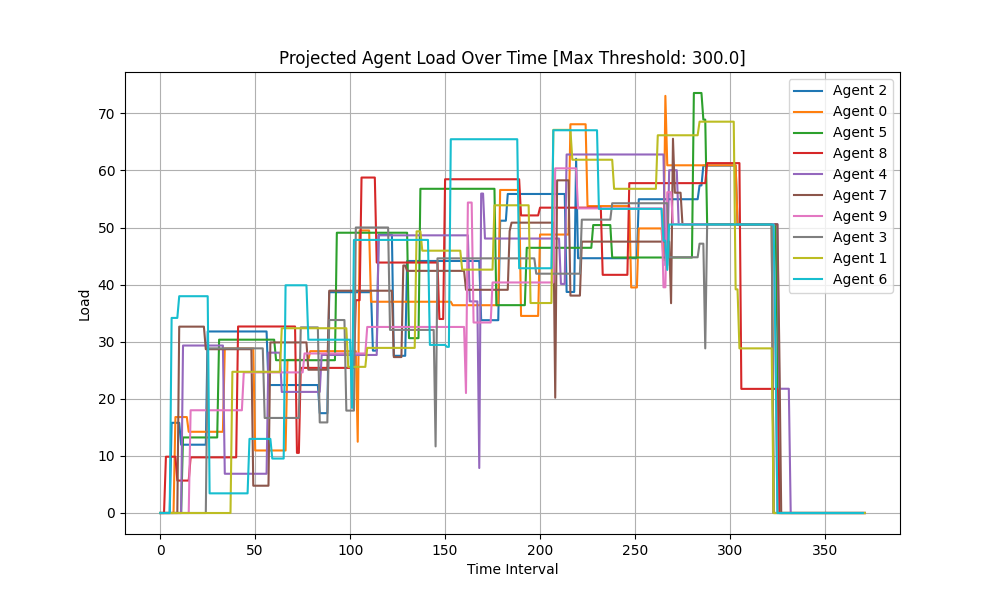 Projected Agent Load Over Time [Max Threshold: 300.0]
Load
70
60
50
40
30
20
10
0
0 50 100 150 200 250 300 350
Time Interval
Agent 2
Agent 0
Agent 5
Agent 8
Agent 4
Agent 7
Agent 9
Agent 3
Agent 1
Agent 6